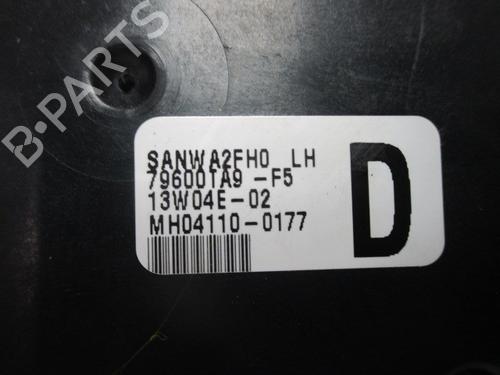 B-PARTS
SANWA2FH0 LH
79600TA9 -F5
13W04E-02
MH04110-0177
D